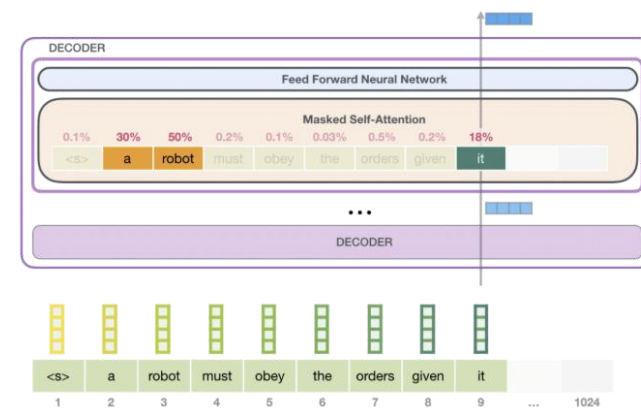 DECODER
Feed Forward Neural Network
Masked Self-Attention
0.1% 30% 50% 0.2% 0.1% 0.03% 0.5% 0.2% 18%
<s> a robot must obey the orders given it
...
DECODER
<s> a robot must obey the orders given it
1 2 3 4 5 6 7 8 9 ... 1024